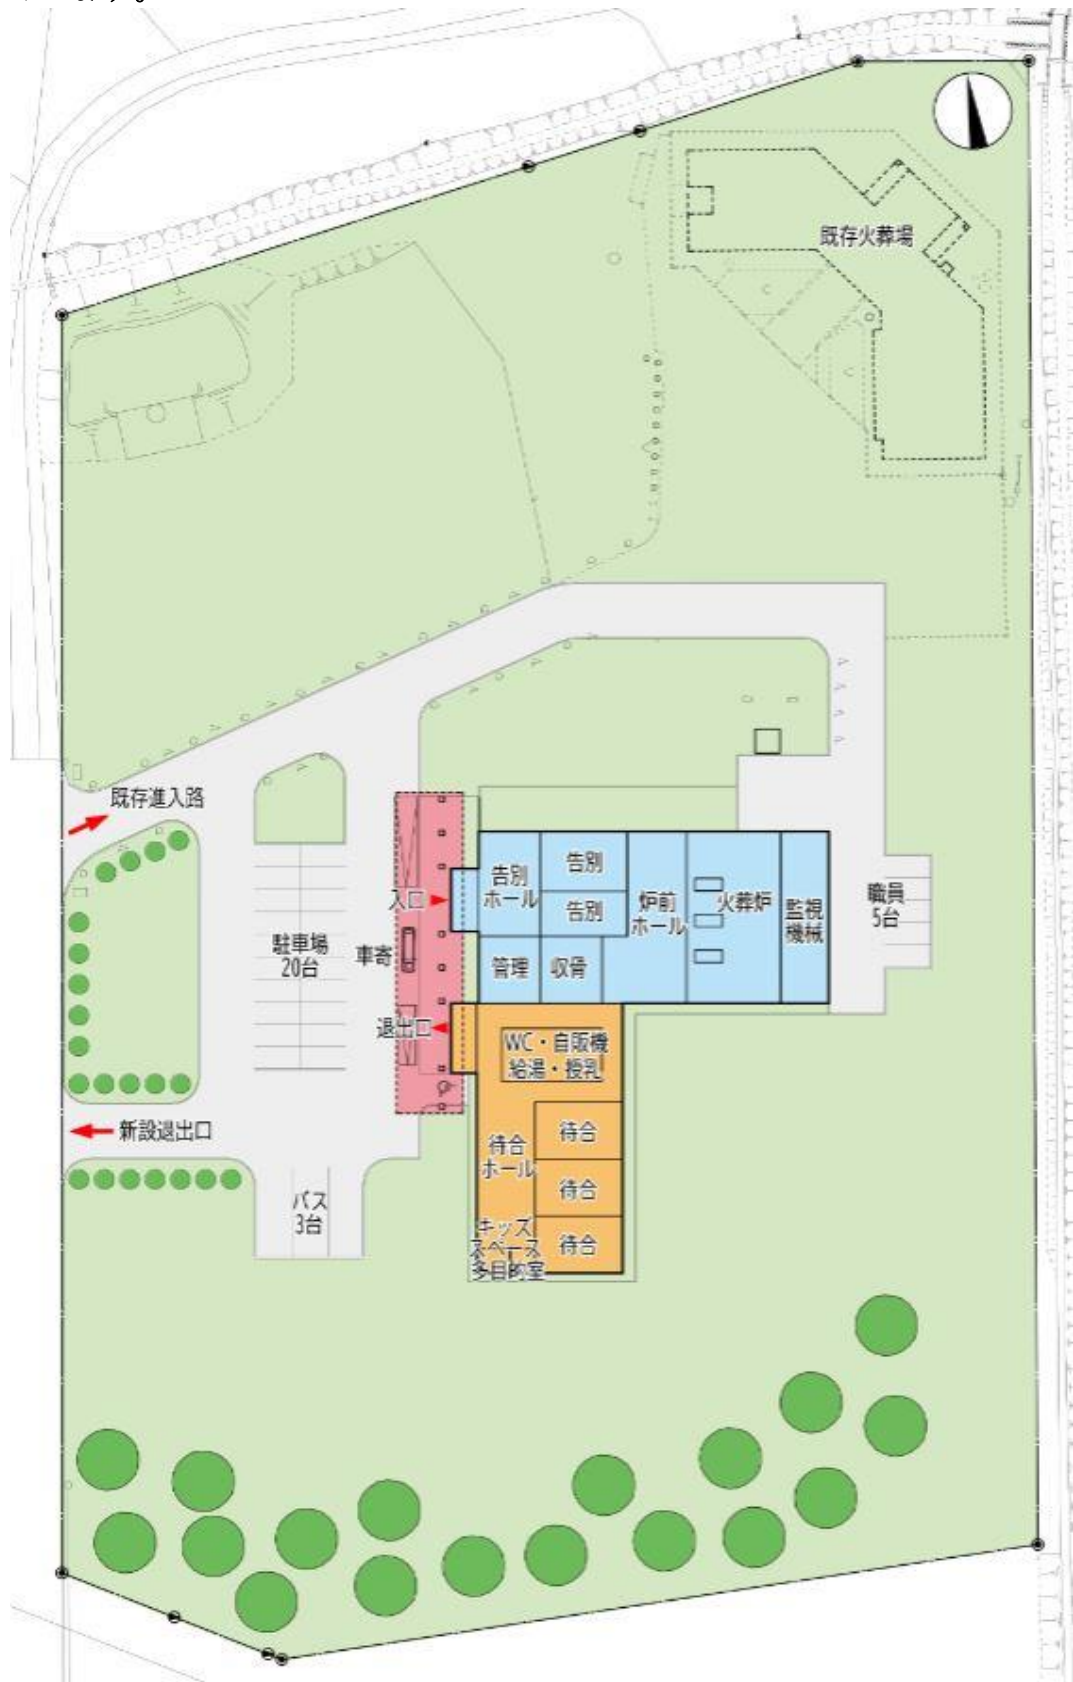 既存火葬場
既存進入路
告別
ホール
告別
告別
炉前
ホール
火葬炉
監視
機械
職員
5台
入口
駐車場
20台
車寄
管理
収骨
退出口
WC・自販機
給湯・授乳
新設退出口
待合
ホール
待合
待合
待合
バス
3台
キッズ
スペース
多目的室